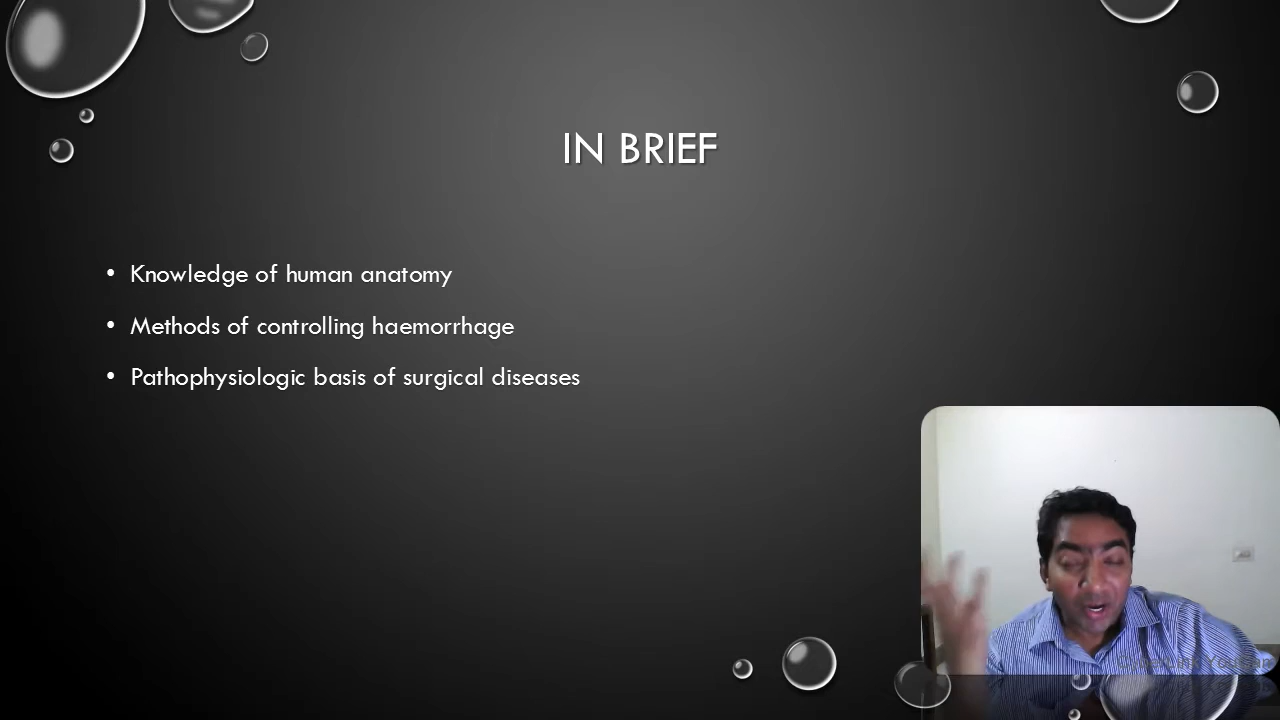 IN BRIEF
• Knowledge of human anatomy
• Methods of controlling haemorrhage
• Pathophysiologic basis of surgical diseases